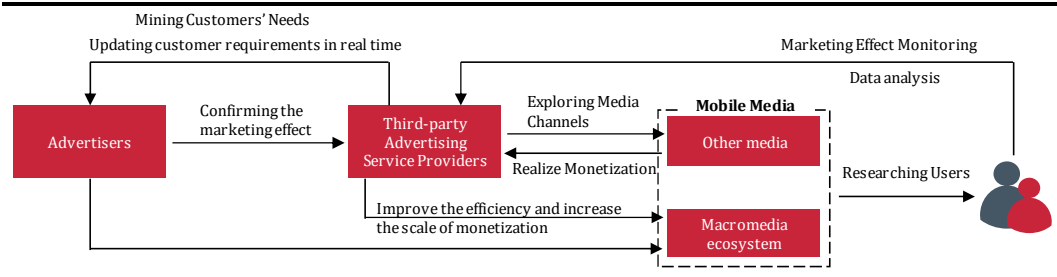 Mining Customers' Needs
Updating customer requirements in real time
Marketing Effect Monitoring
Data analysis
Advertisers
Confirming the
marketing effect
Third-party
Advertising
Service Providers
Exploring Media
Channels
Realize Monetization
Mobile Media
Other media
Researching Users
Improve the efficiency and increase
the scale of monetization
Macromedia
ecosystem